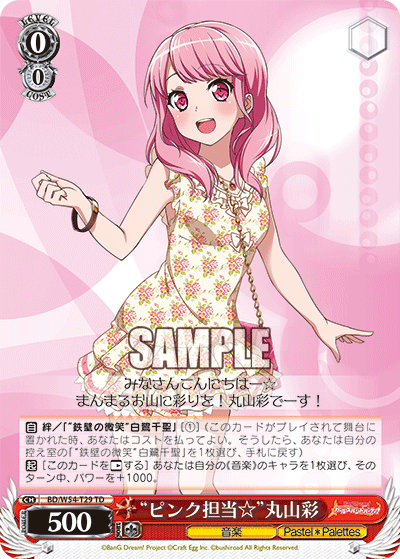 LEVEL
0
0
COST
SAMPLE
みなさんこんにちはー☆
まんまるお山に彩りを!丸山彩でーす!
自 絆/「"鉄壁の微笑"白鷺千聖」[①](このカードがプレイされて舞台に置かれた時、あなたはコストを払ってよい。そうしたら、あなたは自分の控え室の「"鉄壁の微笑"白鷺千聖」を1枚選び、手札に戻す)
起 [このカードを する] あなたは自分の《音楽》のキャラを1枚選び、そのターン中、パワーを+1000。
CH BD/W54-T29 TD
500
"ピンク担当☆"丸山彩
音楽
Pastel*Palettes
©BanG Dream! Project ©Craft Egg Inc. ©bushiroad All Rights Reserved.